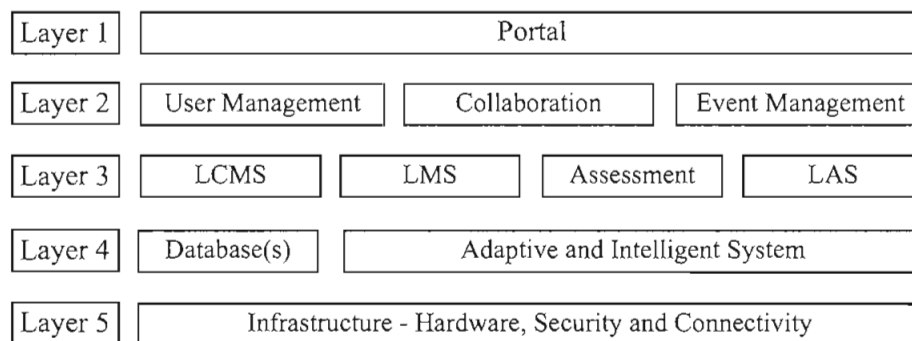 Layer 1 Portal
Layer 2 User Management Collaboration Event Management
Layer 3 LCMS LMS Assessment LAS
Layer 4 Database(s) Adaptive and Intelligent System
Layer 5 Infrastructure - Hardware, Security and Connectivity